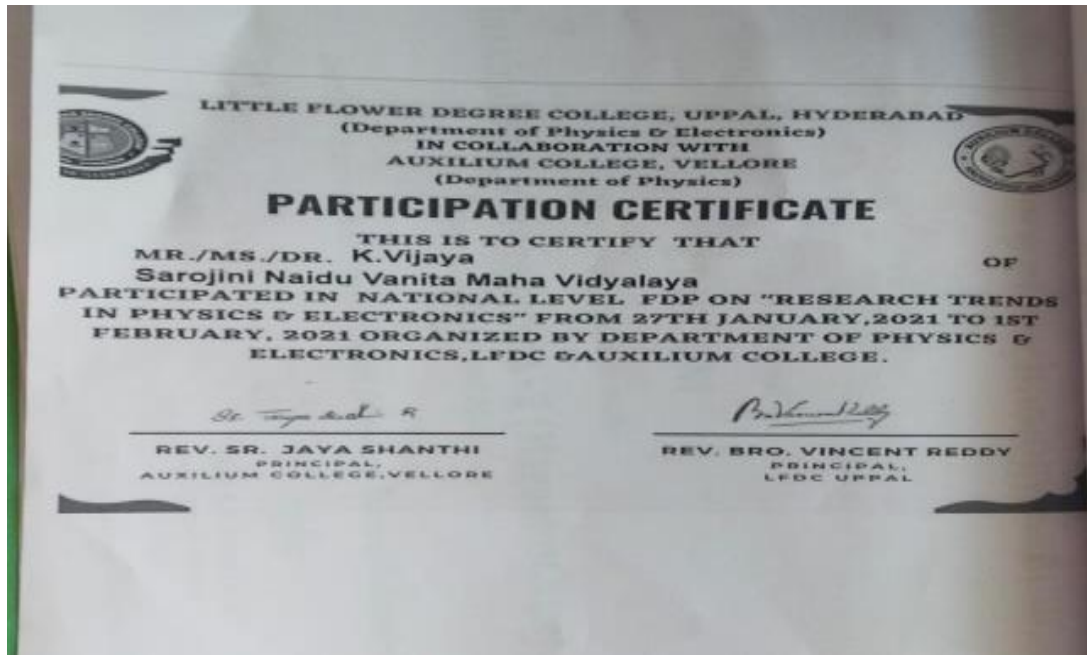 LITTLE FLOWER DEGREE COLLEGE, UPPAL, HYDERABAD
(Department of Physics & Electronics)
IN COLLABORATION WITH
AUXILIUM COLLEGE, VELLORE
(Department of Physics)
PARTICIPATION CERTIFICATE
THIS IS TO CERTIFY THAT
MR./MS./DR. K.Vijaya OF
Sarojini Naidu Vanita Maha Vidyalaya
PARTICIPATED IN NATIONAL LEVEL FDP ON "RESEARCH TRENDS
IN PHYSICS & ELECTRONICS" FROM 27TH JANUARY,2021 TO 1ST
FEBRUARY, 2021 ORGANIZED BY DEPARTMENT OF PHYSICS &
ELECTRONICS,LFDC &AUXILIUM COLLEGE.
REV. SR. JAYA SHANTHI
PRINCIPAL,
AUXILIUM COLLEGE,VELLORE
REV. BRO. VINCENT REDDY
PRINCIPAL,
LFDC UPPAL